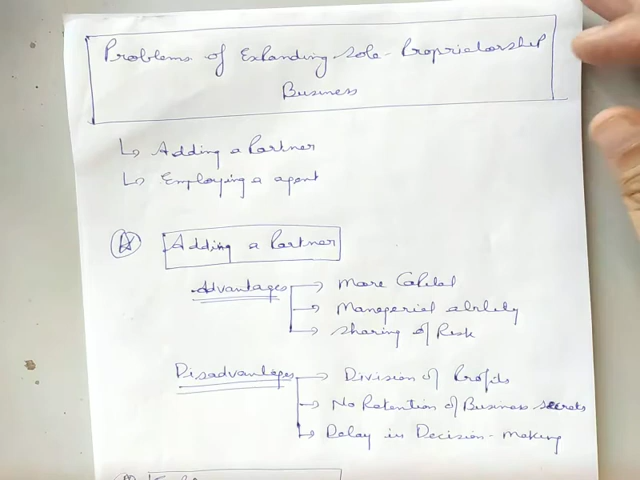 Problems of Expanding Sole-Proprietorship
Business
↳ Adding a Partner
↳ Employing a agent
(A) Adding a Partner
Advantages → More Capital
→ Managerial ability
→ Sharing of Risk
Disadvantages → Division of Profits
→ No Retention of Business secrets
→ Delay in Decision-Making